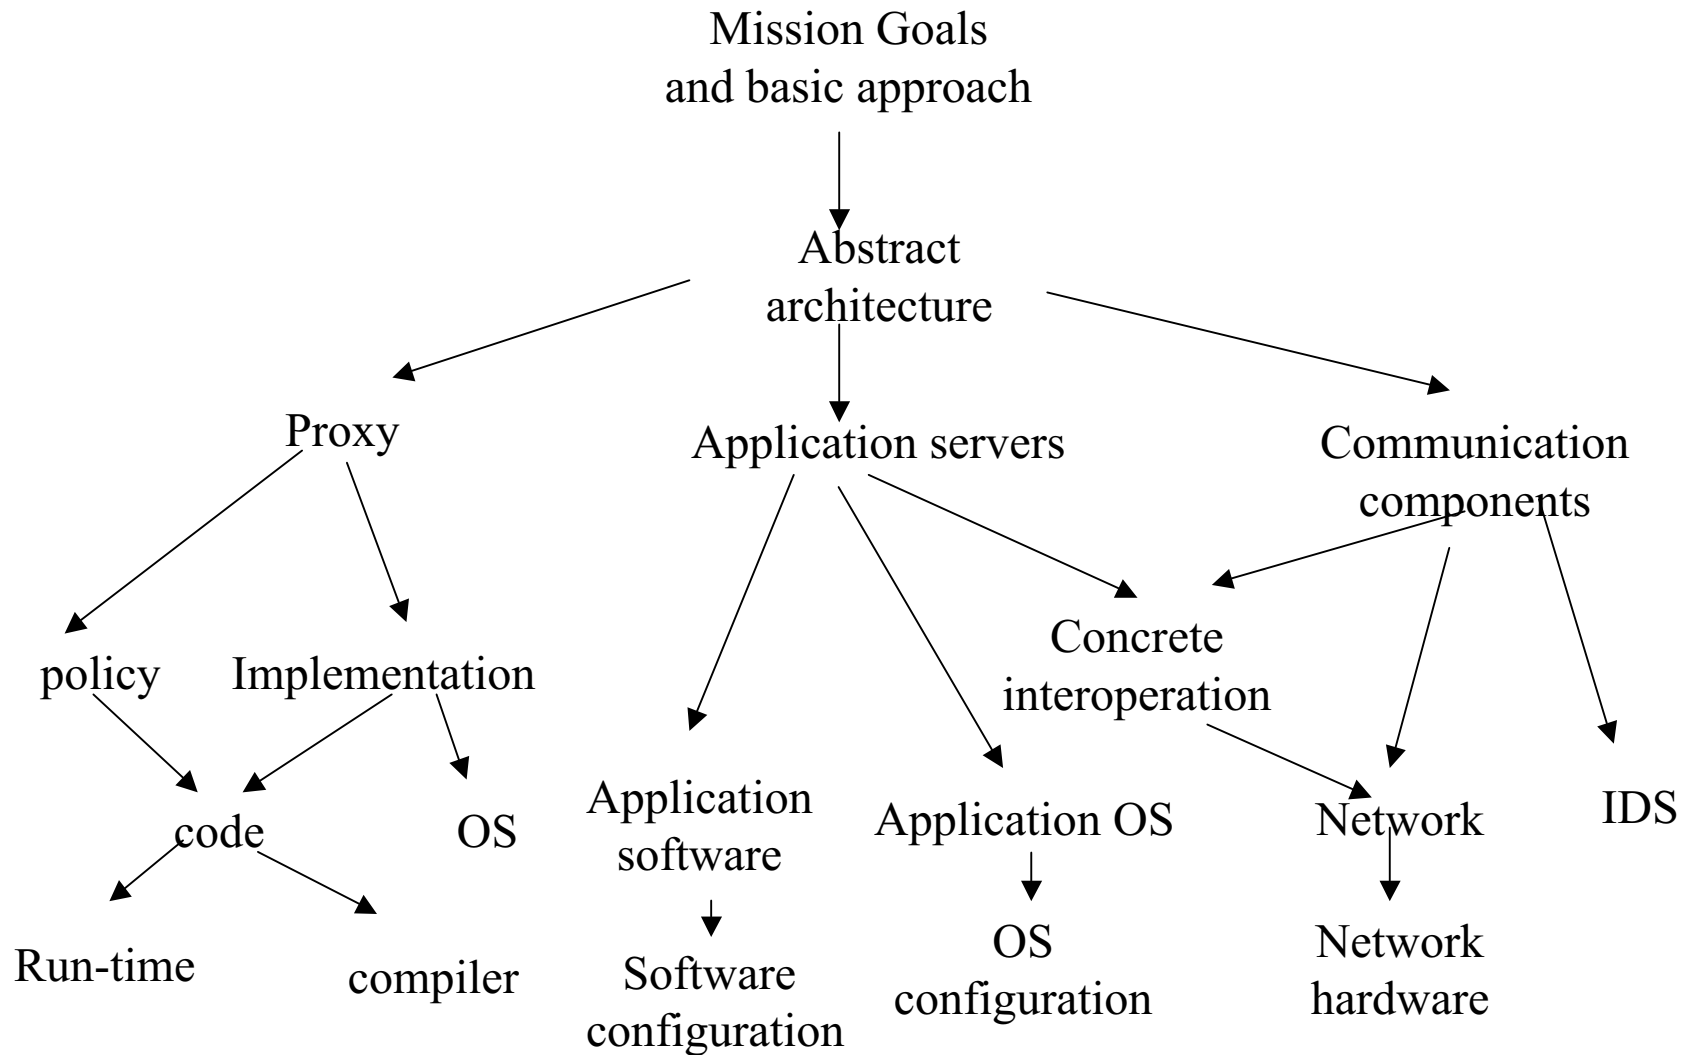 Mission Goals
and basic approach
Abstract
architecture
Proxy
Application servers
Communication
components
policy
Implementation
Concrete
interoperation
code
OS
Application
software
Application OS
Network
IDS
Run-time
compiler
Software
configuration
OS
configuration
Network
hardware